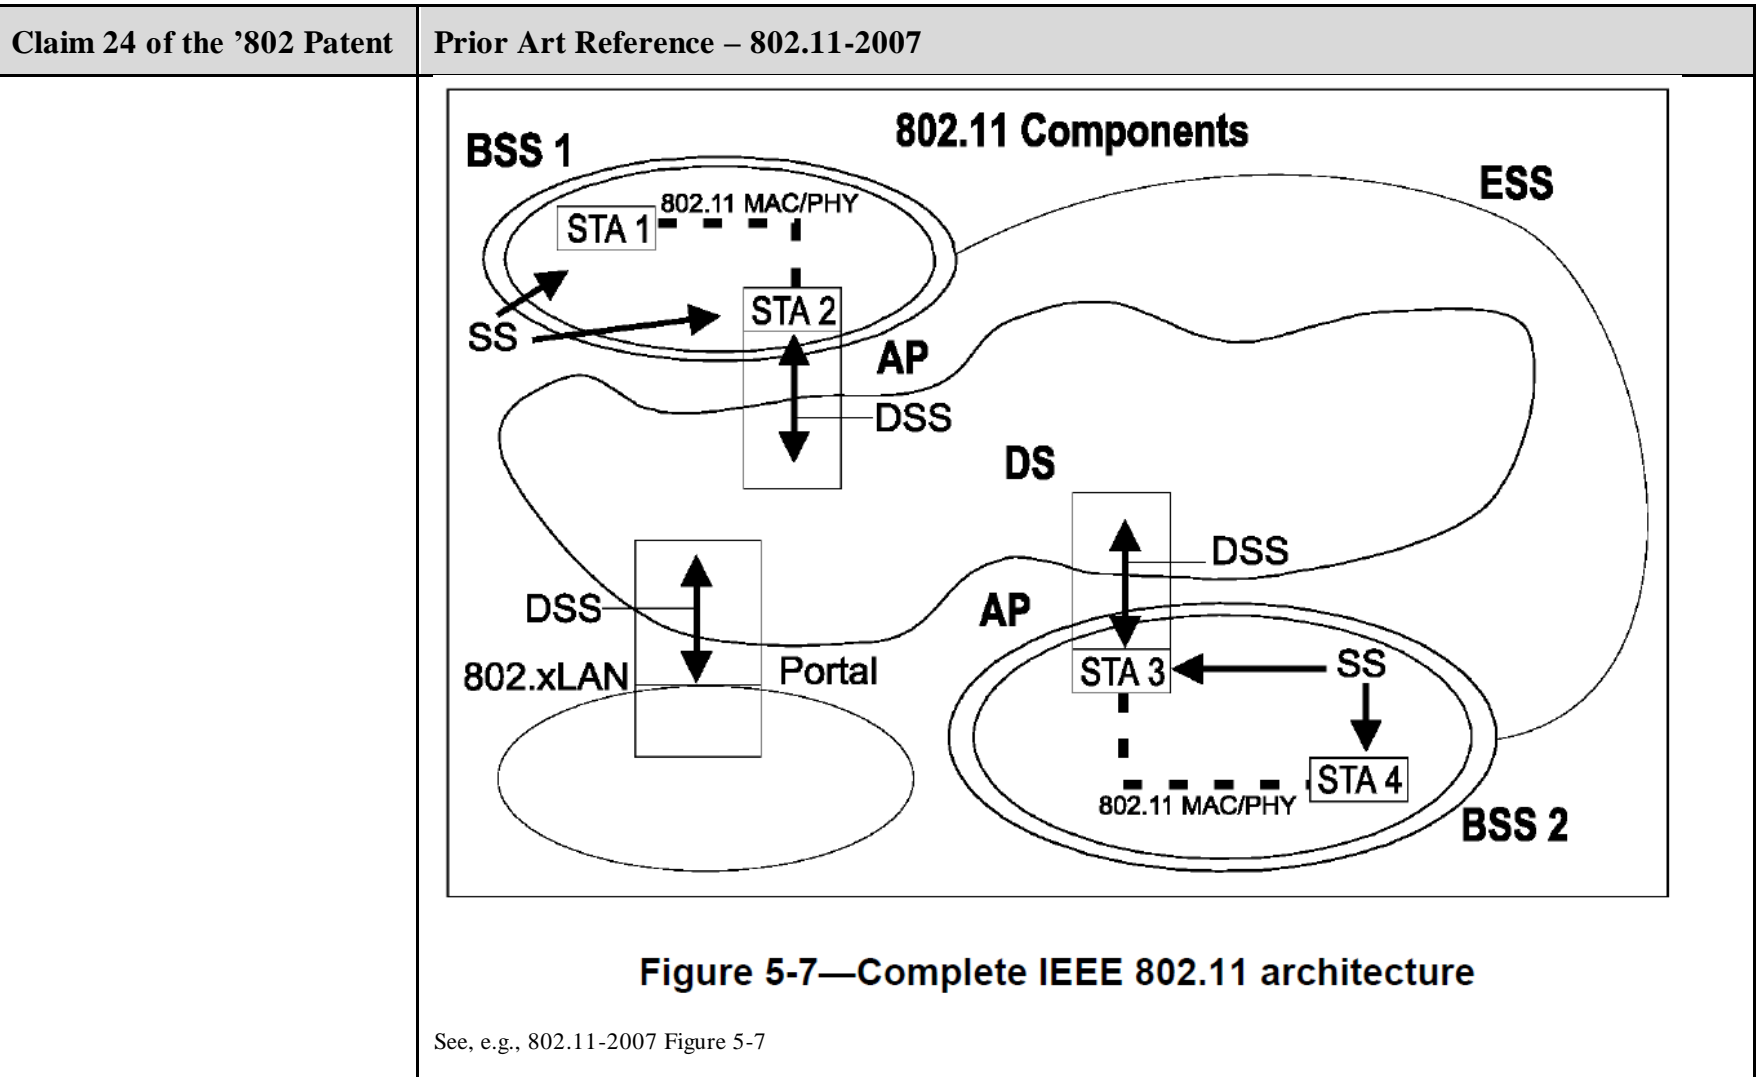 Claim 24 of the ’802 Patent
Prior Art Reference – 802.11-2007
802.11 Components
BSS 1
ESS
802.11 MAC/PHY
STA 1
STA 2
SS
AP
DSS
DS
DSS
DSS
AP
802.xLAN
Portal
STA 3
SS
STA 4
802.11 MAC/PHY
BSS 2
Figure 5-7—Complete IEEE 802.11 architecture
See, e.g., 802.11-2007 Figure 5-7